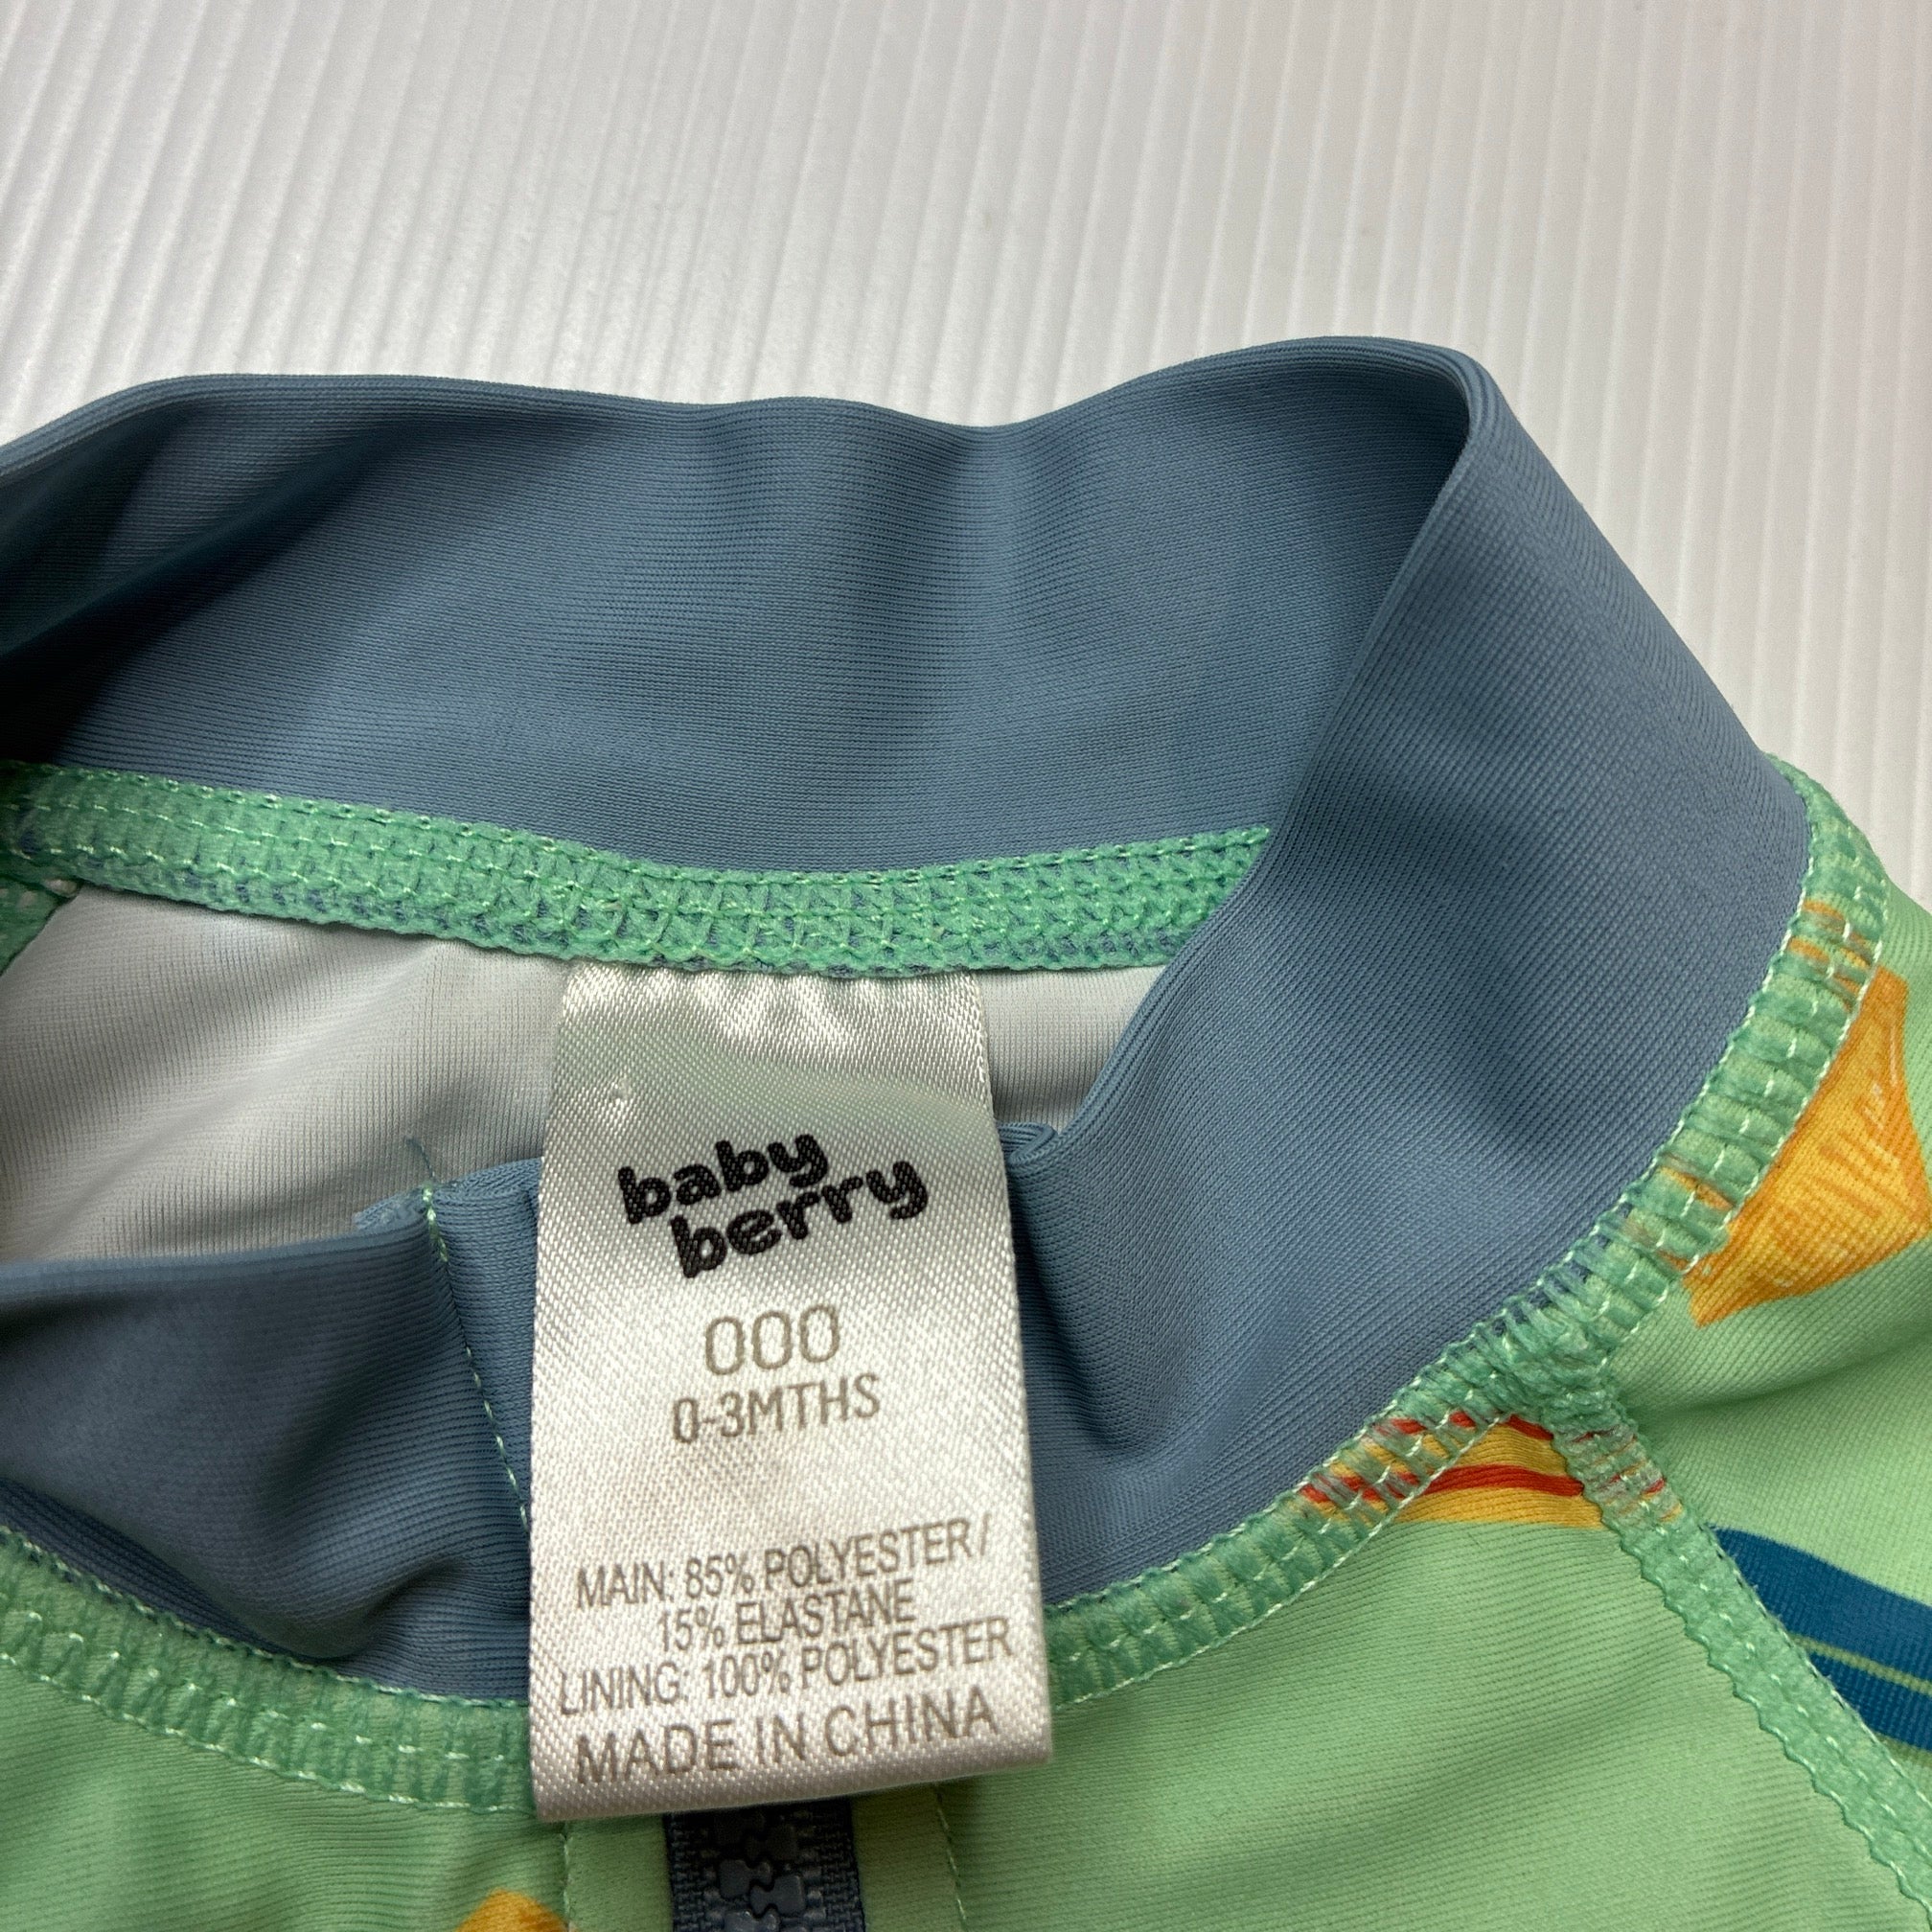 baby
berry
000
0-3MTHS
MAIN: 85% POLYESTER/
15% ELASTANE
LINING: 100% POLYESTER
MADE IN CHINA